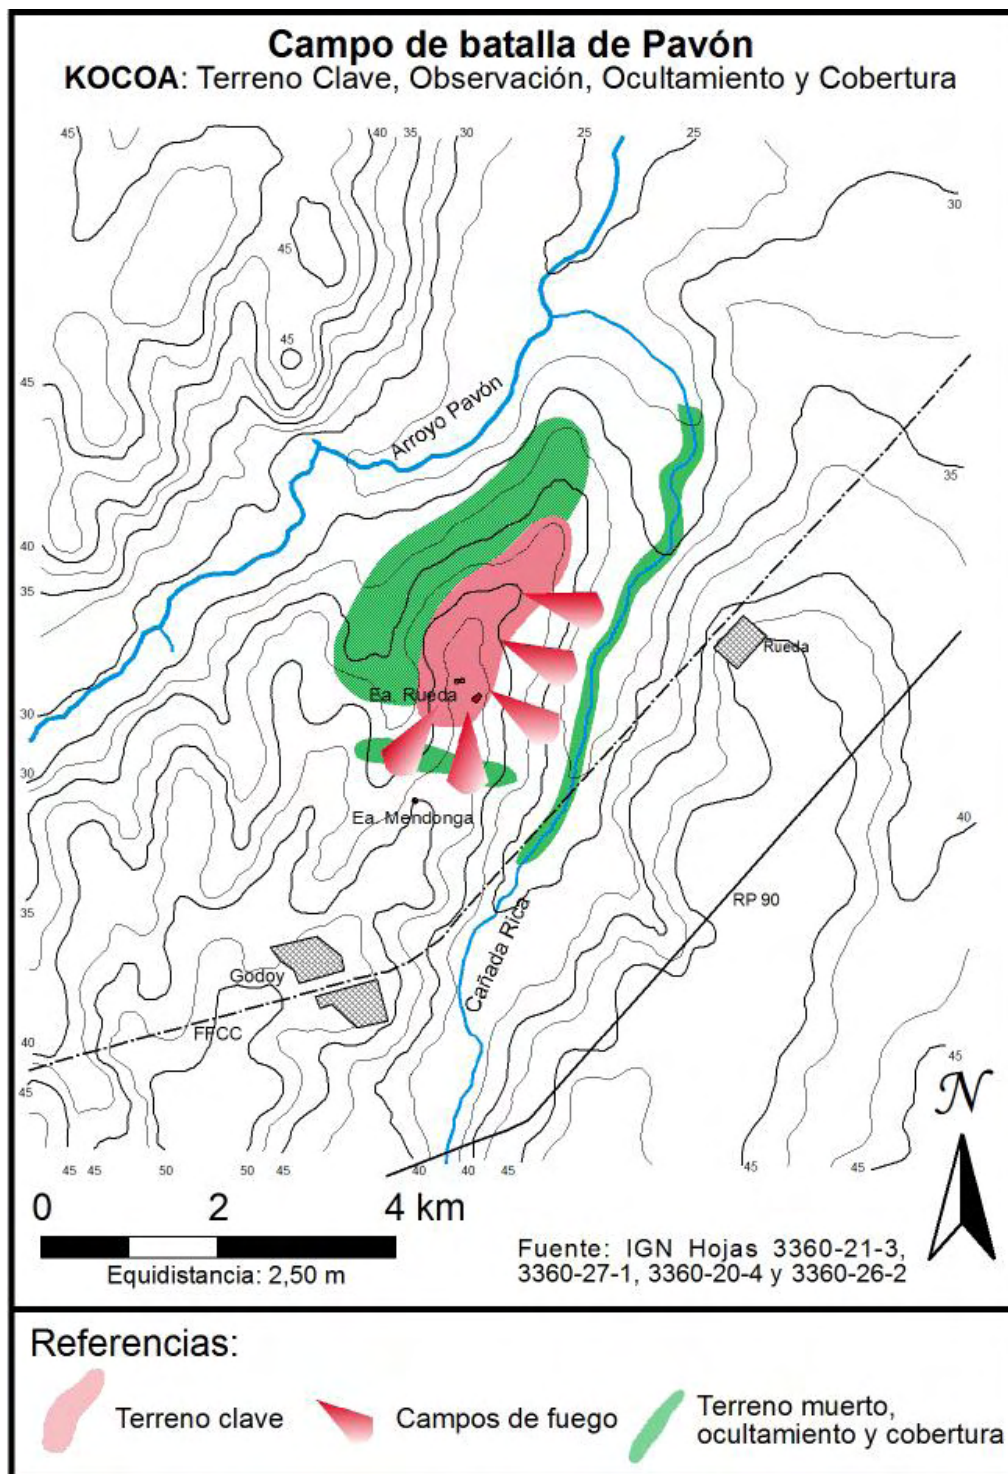 Campo de batalla de Pavón
KOCOA: Terreno Clave, Observación, Ocultamiento y Cobertura
45 40 35 30 25 25
30
45
45
45
Arroyo Pavón
35
40
35
Rueda
Ea. Rueda
30
30
Ea. Mendonga
40
RP 90
35
Cañada Rica
Godoy
FFCC
40
45
45
N
45 45 50 50 45 40 40 45 45 45
0 2 4 km
Equidistancia: 2,50 m
Fuente: IGN Hojas 3360-21-3,
3360-27-1, 3360-20-4 y 3360-26-2
Referencias:
Terreno clave
Campos de fuego
Terreno muerto,
ocultamiento y cobertura